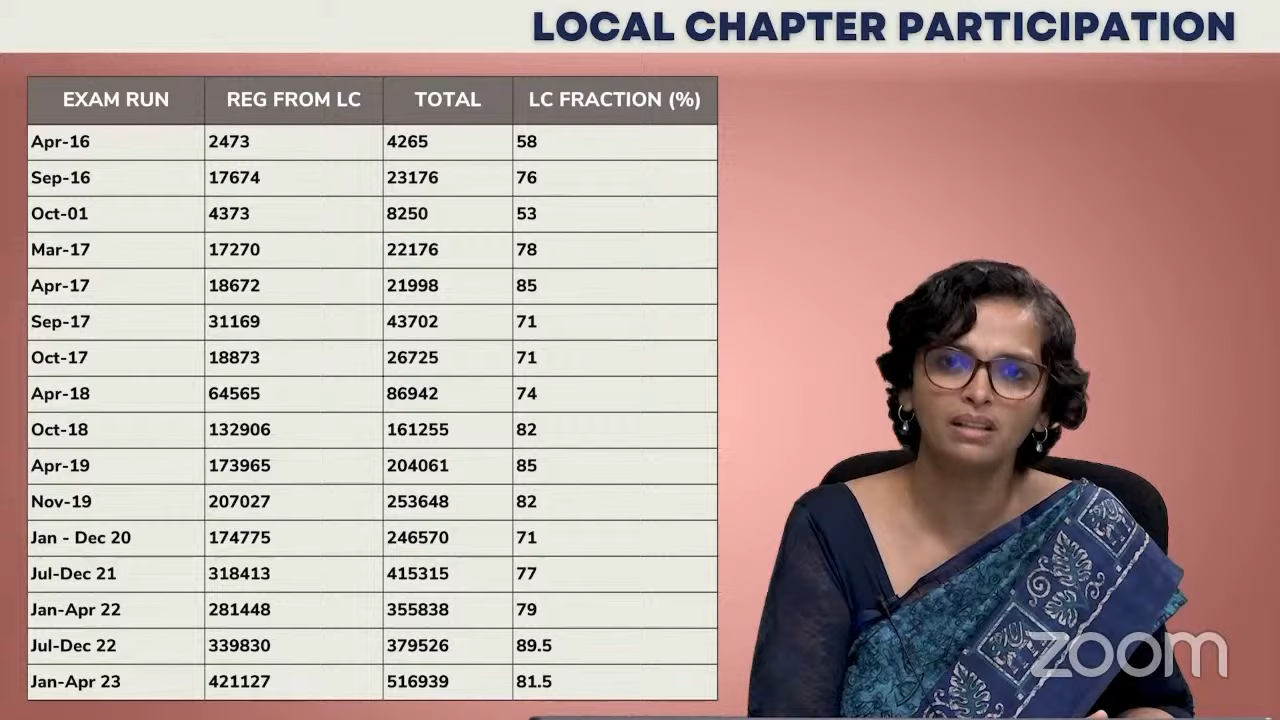 LOCAL CHAPTER PARTICIPATION
EXAM RUN REG FROM LC TOTAL LC FRACTION (%)
Apr-16 2473 4265 58
Sep-16 17674 23176 76
Oct-01 4373 8250 53
Mar-17 17270 22176 78
Apr-17 18672 21998 85
Sep-17 31169 43702 71
Oct-17 18873 26725 71
Apr-18 64565 86942 74
Oct-18 132906 161255 82
Apr-19 173965 204061 85
Nov-19 207027 253648 82
Jan - Dec 20 174775 246570 71
Jul-Dec 21 318413 415315 77
Jan-Apr 22 281448 355838 79
Jul-Dec 22 339830 379526 89.5
Jan-Apr 23 421127 516939 81.5
zoom